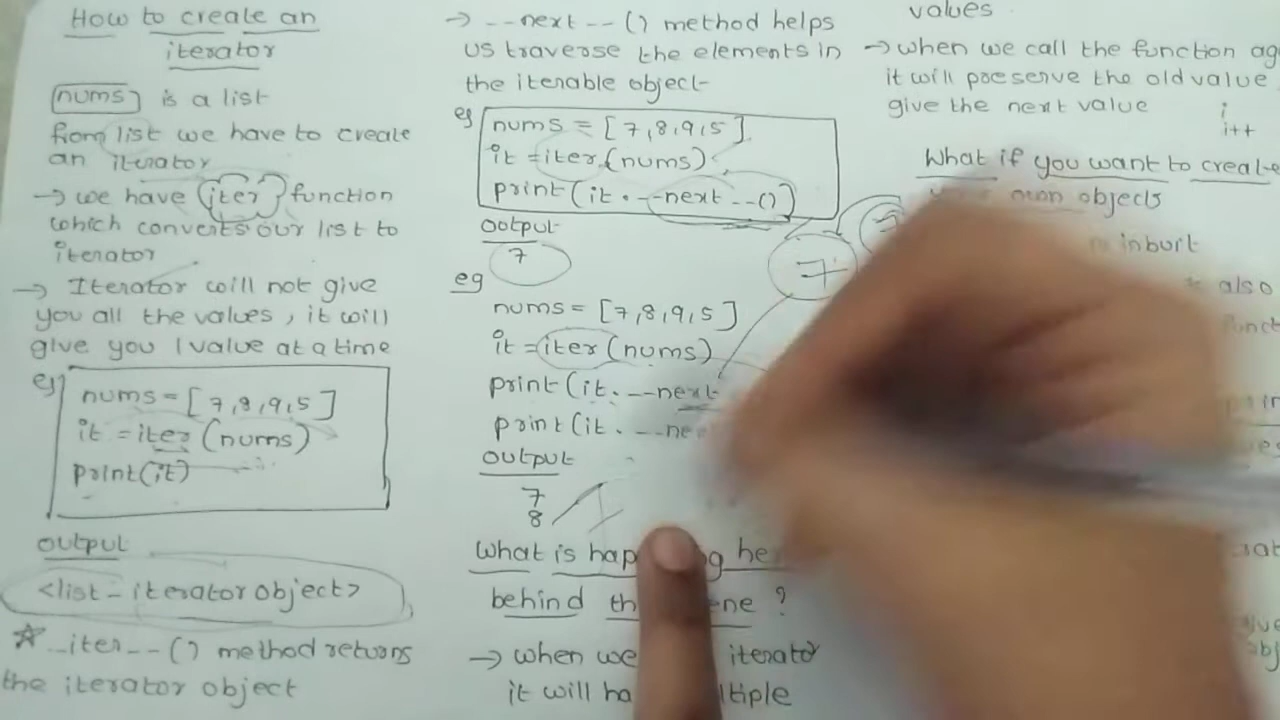 How to create an
iterator
nums is a list
from list we have to create
an iterator
→ we have iter function
which converts our list to
iterator
→ Iterator will not give
you all the values, it will
give you 1 value at a time
eg
nums = [7,8,9,5]
it = iter(nums)
print(it)
output
<list-iterator object>
☆ __iter__() method returns
the iterator object
→ __next__() method helps
us traverse the elements in
the iterable object
eg
nums = [7,8,9,5]
it = iter(nums)
print(it.__next__())
output
7
7
eg
nums = [7,8,9,5]
it = iter(nums)
print(it.__next
print(it.__ne
output
7
8
What is hap
behind
→ when we iterator
it will
values
→ when we call the function
it will preserve the old value
give the next value
i
i++
What if you want to create
own objects
also